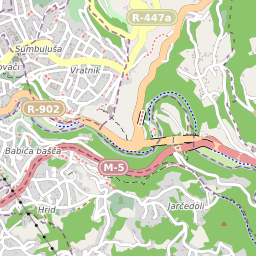 R-447a
Sumbuluša
ovači
Vratnik
R-902
Babića bašča
M-5
Jarčedoli
Hrid